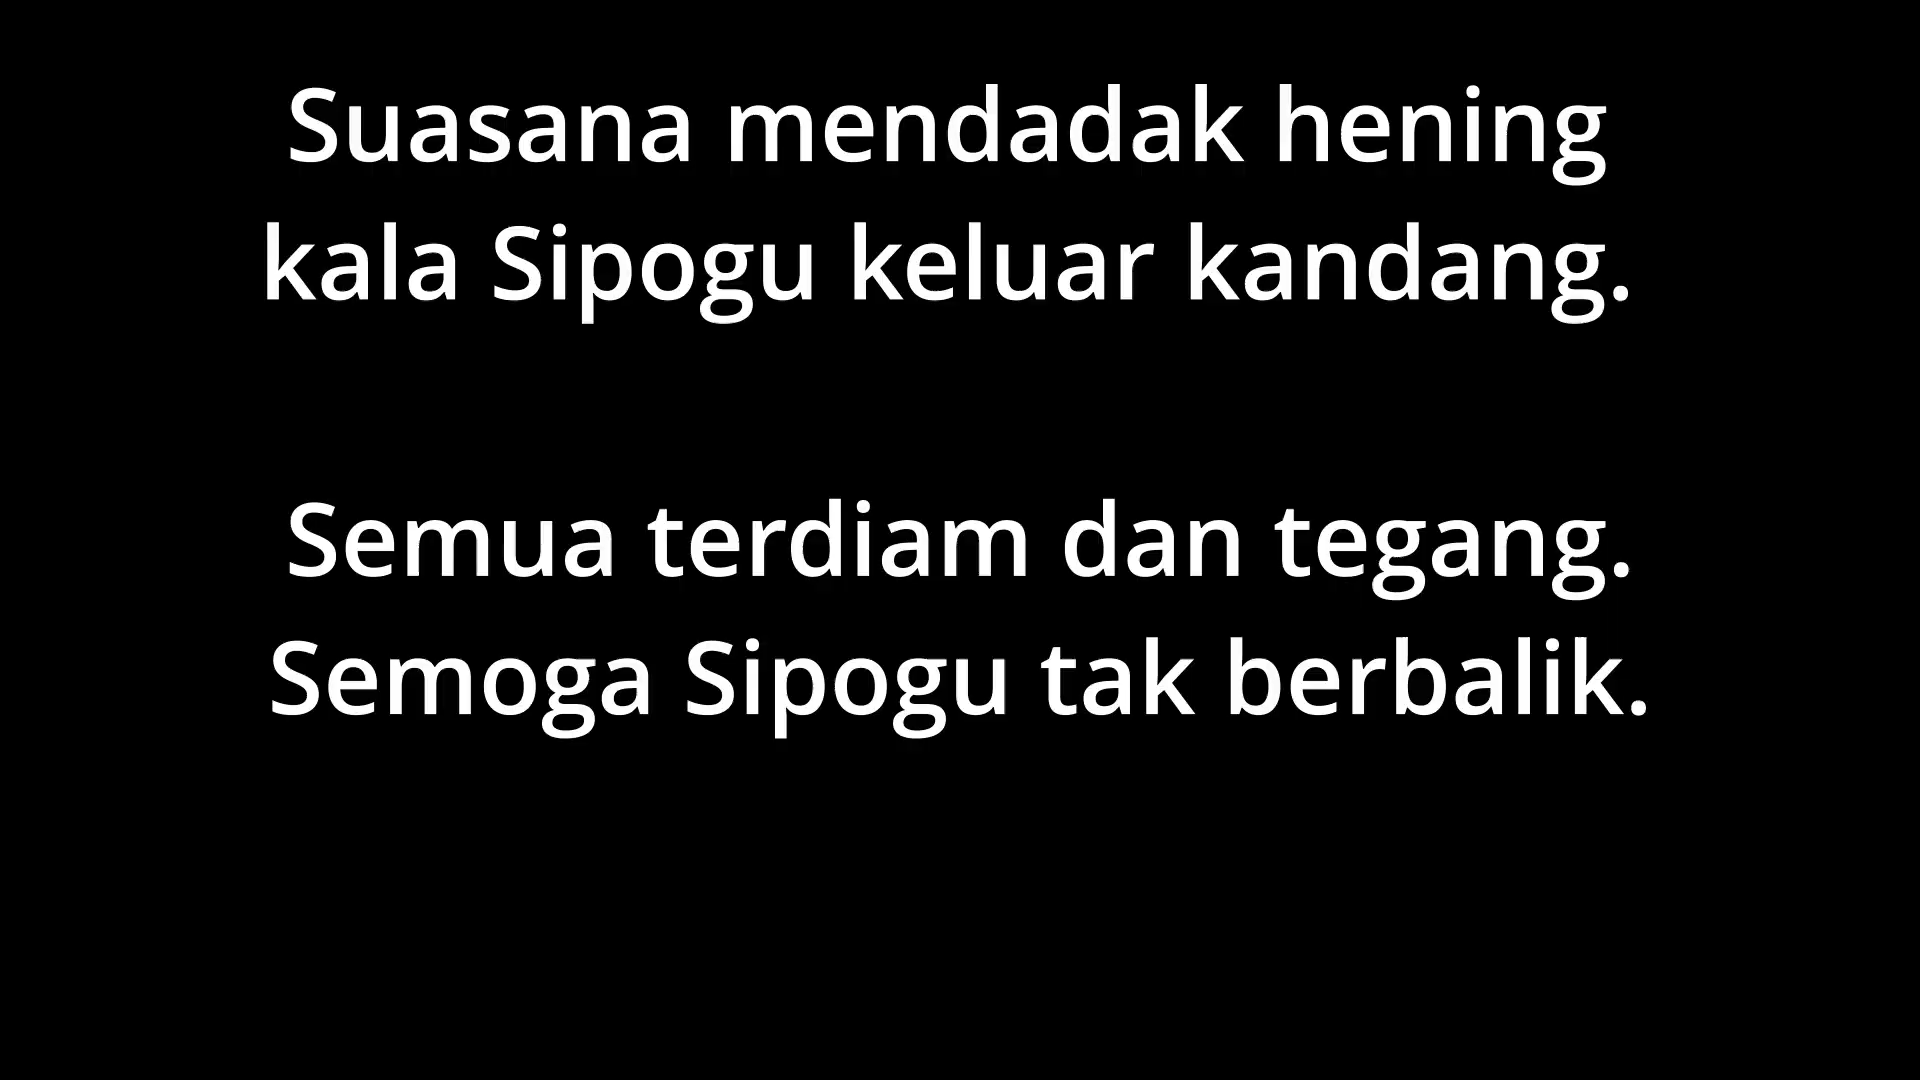 Suasana mendadak hening
kala Sipogu keluar kandang.
Semua terdiam dan tegang.
Semoga Sipogu tak berbalik.